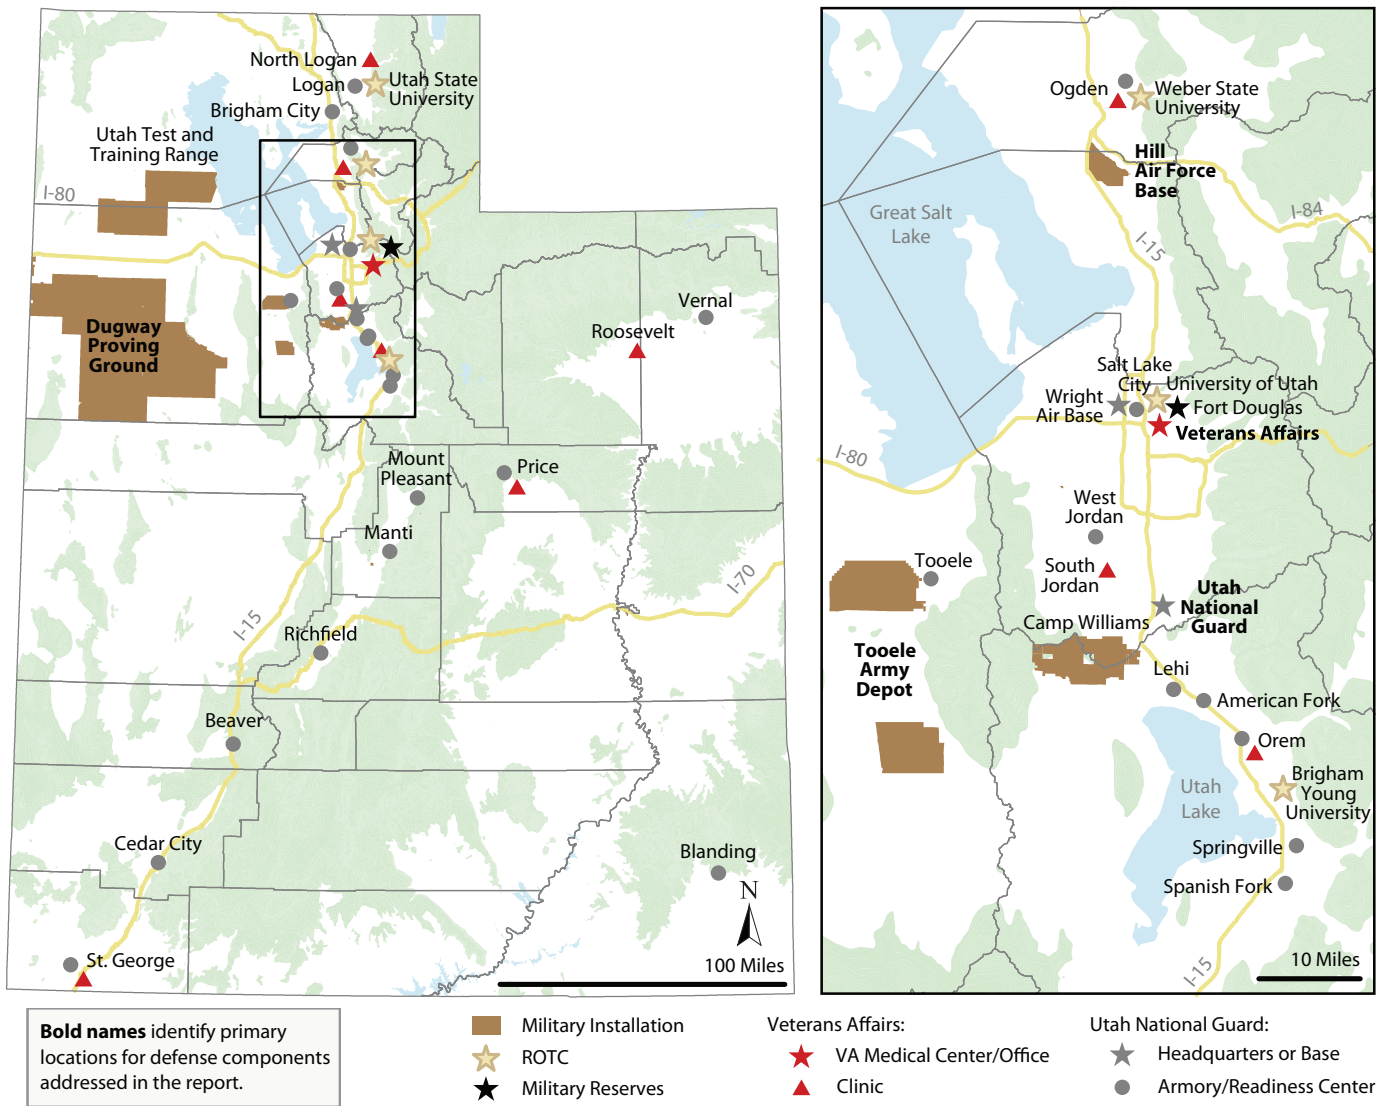 North Logan
Logan
Utah State
University
Brigham City
Utah Test and
Training Range
I-80
Dugway
Proving
Ground
Vernal
Roosevelt
Mount
Pleasant
Price
Manti
I-70
I-15
Richfield
Beaver
Cedar City
Blanding
N
St. George
100 Miles
Ogden
Weber State
University
Hill
Air Force
Base
I-84
Great Salt
Lake
I-15
Salt Lake
City
University of Utah
Wright
Air Base
Fort Douglas
Veterans Affairs
I-80
West
Jordan
Tooele
South
Jordan
Utah
National
Guard
Camp Williams
Tooele
Army
Depot
Lehi
American Fork
Orem
Utah
Lake
Brigham
Young
University
Springville
Spanish Fork
I-15
10 Miles
Bold names identify primary
locations for defense components
addressed in the report.
Military Installation
ROTC
Military Reserves
Veterans Affairs:
VA Medical Center/Office
Clinic
Utah National Guard:
Headquarters or Base
Armory/Readiness Center